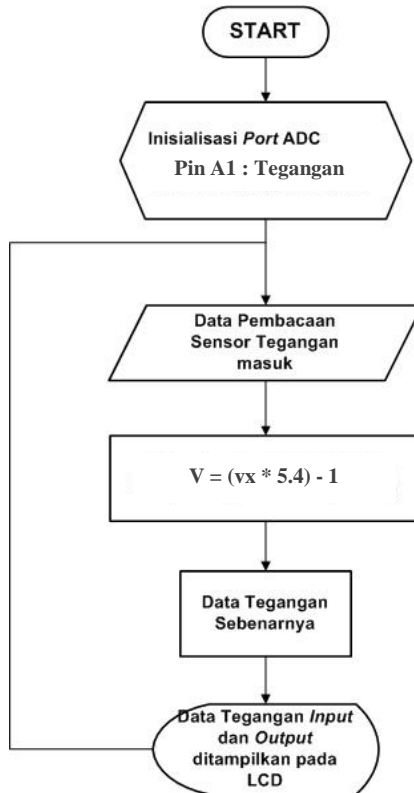 START
Inisialisasi Port ADC
Pin A1 : Tegangan
Data Pembacaan
Sensor Tegangan
masuk
V = (vx * 5.4) - 1
Data Tegangan
Sebenarnya
Data Tegangan Input
dan Output
ditampilkan pada
LCD